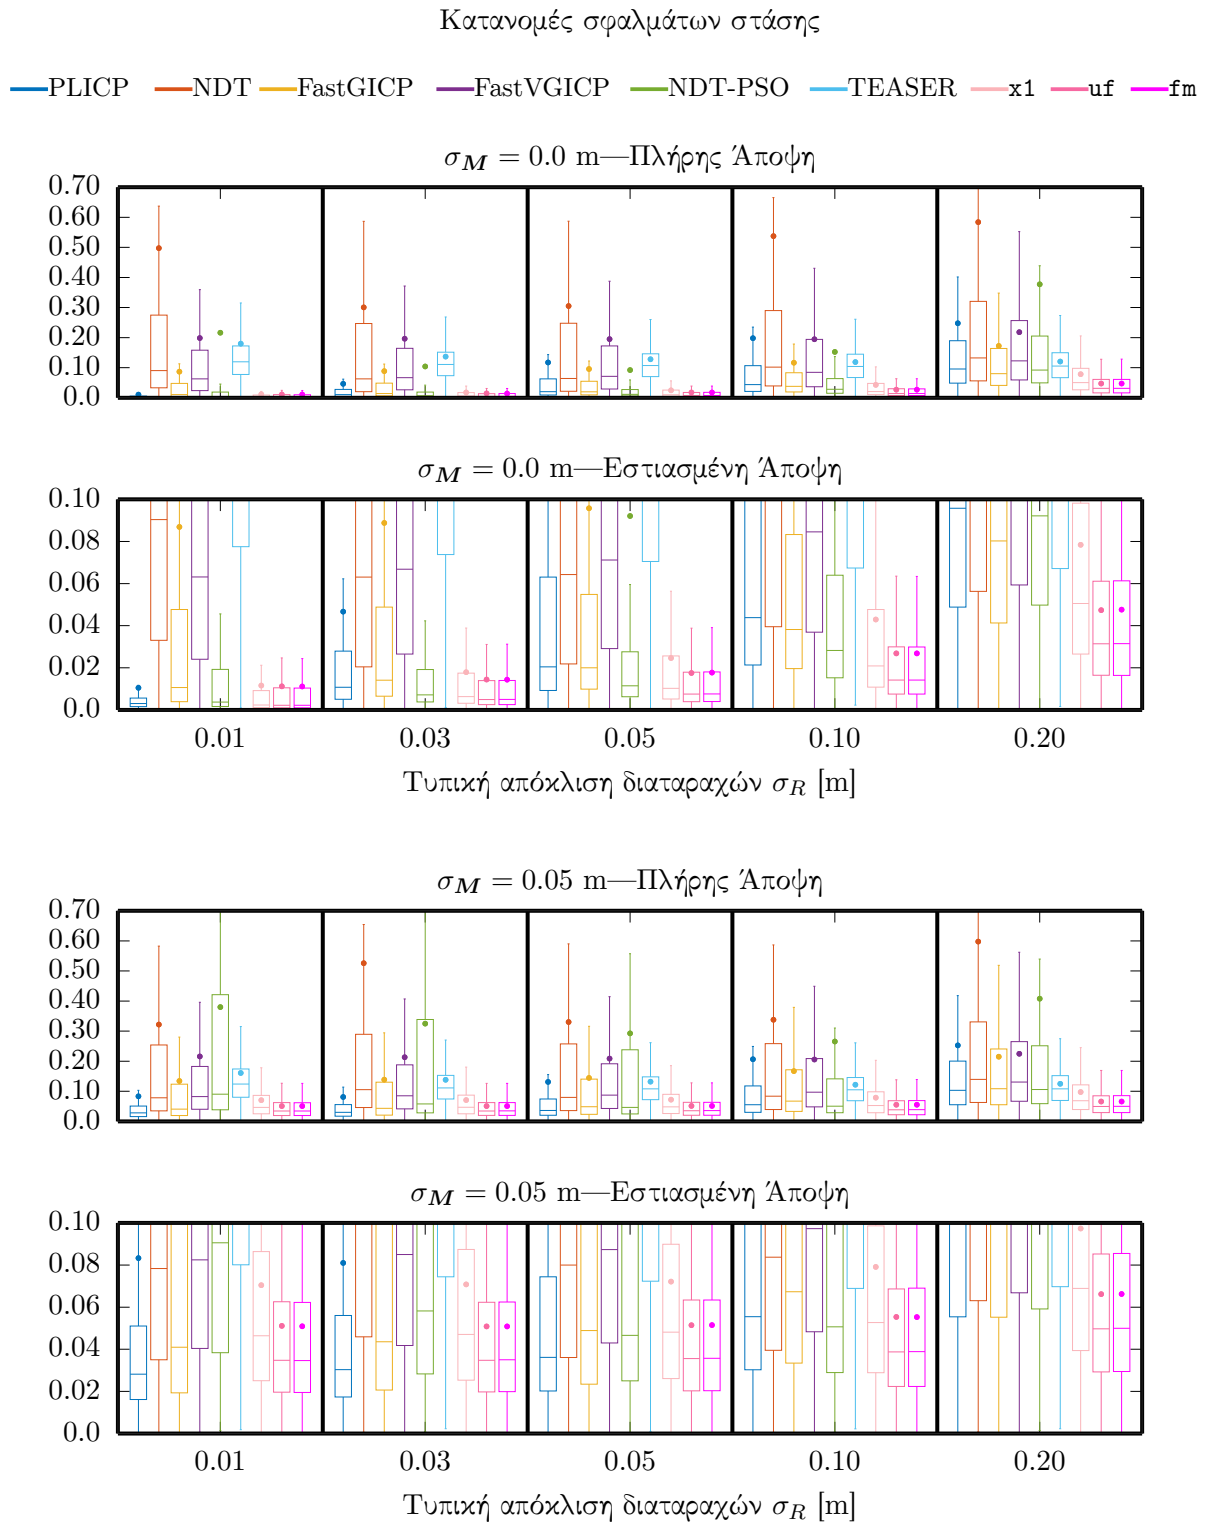 Κατανομές σφαλμάτων στάσης
PLICP NDT FastGICP FastVGICP NDT-PSO TEASER x1 uf fm
σ_M = 0.0 m—Πλήρης Άποψη
0.70
0.60
0.50
0.40
0.30
0.20
0.10
0.0
σ_M = 0.0 m—Εστιασμένη Άποψη
0.10
0.08
0.06
0.04
0.02
0.0
0.01 0.03 0.05 0.10 0.20
Τυπική απόκλιση διαταραχών σ_R [m]
σ_M = 0.05 m—Πλήρης Άποψη
0.70
0.60
0.50
0.40
0.30
0.20
0.10
0.0
σ_M = 0.05 m—Εστιασμένη Άποψη
0.10
0.08
0.06
0.04
0.02
0.0
0.01 0.03 0.05 0.10 0.20
Τυπική απόκλιση διαταραχών σ_R [m]